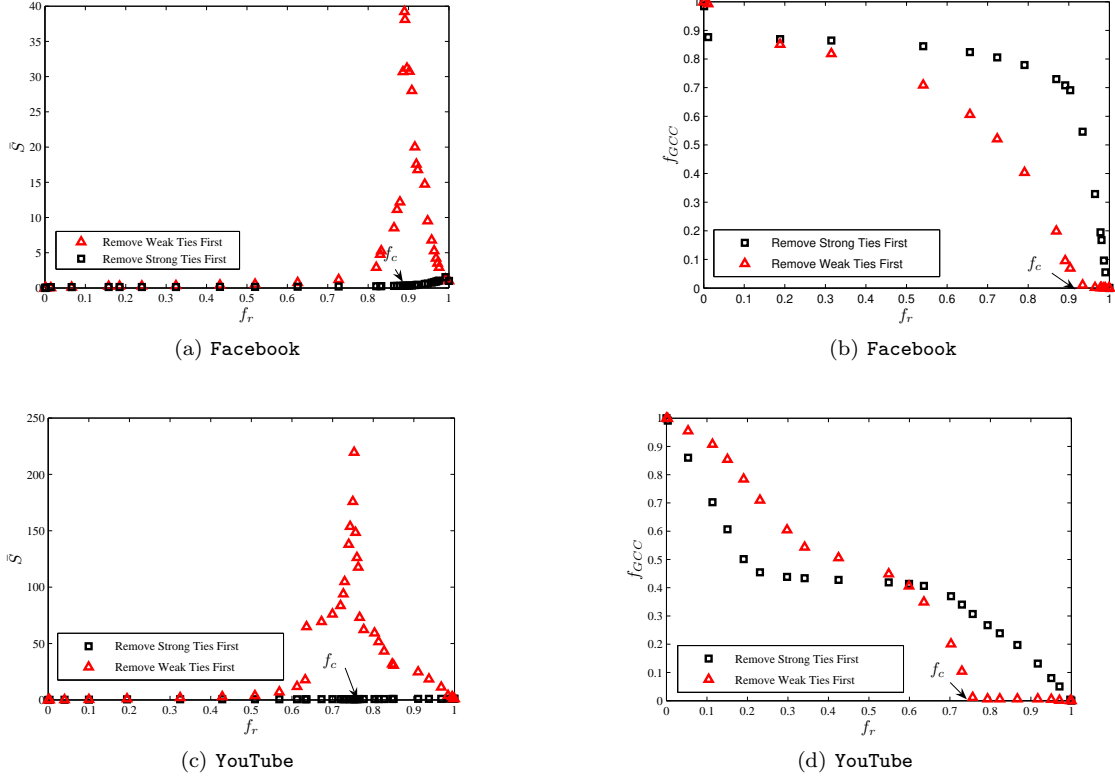 40
35
30
25
20
15
10
5
0
S̄
0 0.1 0.2 0.3 0.4 0.5 0.6 0.7 0.8 0.9 1
f_r
Remove Weak Ties First
Remove Strong Ties First
f_c
(a) Facebook
1
0.9
0.8
0.7
0.6
0.5
0.4
0.3
0.2
0.1
0
f_GCC
0 0.1 0.2 0.3 0.4 0.5 0.6 0.7 0.8 0.9 1
f_r
Remove Strong Ties First
Remove Weak Ties First
f_c
(b) Facebook
250
200
150
100
50
0
S̄
0 0.1 0.2 0.3 0.4 0.5 0.6 0.7 0.8 0.9 1
f_r
Remove Strong Ties First
Remove Weak Ties First
f_c
(c) YouTube
1
0.9
0.8
0.7
0.6
0.5
0.4
0.3
0.2
0.1
0
f_GCC
0 0.1 0.2 0.3 0.4 0.5 0.6 0.7 0.8 0.9 1
f_r
Remove Strong Ties First
Remove Weak Ties First
f_c
(d) YouTube